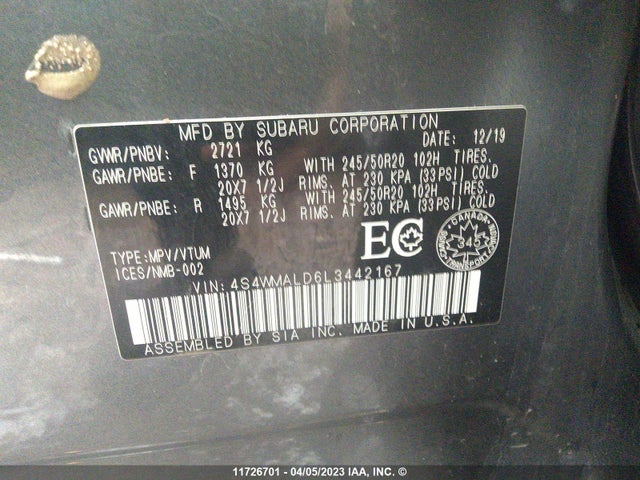 MFD BY SUBARU CORPORATION
DATE: 12/19
GVWR/PNBV: 2721 KG
GAWR/PNBE: F 1370 KG WITH 245/50R20 102H TIRES.
20X7 1/2J RIMS. AT 230 KPA (33PSI) COLD
GAWR/PNBE: R 1495 KG WITH 245/50R20 102H TIRES.
20X7 1/2J RIMS. AT 230 KPA (33PSI) COLD
TYPE:MPV/VTUM
ICES/NMB-002
EC
CANADA
345
TRANSPORT
VIN: 4S4WMALD6L3442167
ASSEMBLED BY SIA INC. MADE IN U.S.A.
11726701 - 04/05/2023 IAA, INC. ©